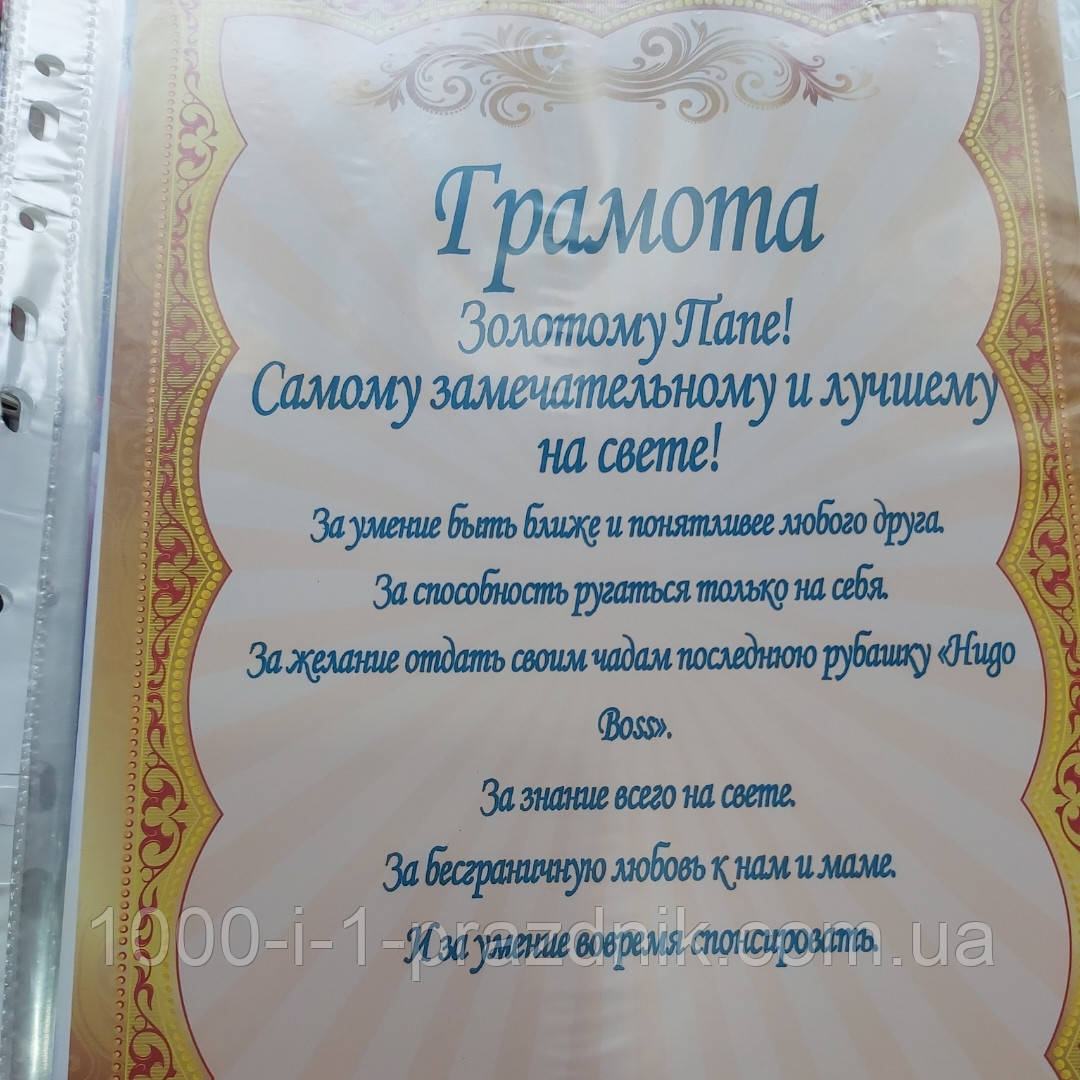 Грамота
Золотому Папе!
Самому замечательному и лучшему
на свете!
За умение быть ближе и понятливее любого друга.
За способность ругаться только на себя.
За желание отдать своим чадам последнюю рубашку «Hugo
Boss».
За знание всего на свете.
За бесграничную любовь к нам и маме.
И за умение вовремя спонсировать.
1000-i-1-prazdnik.com.ua